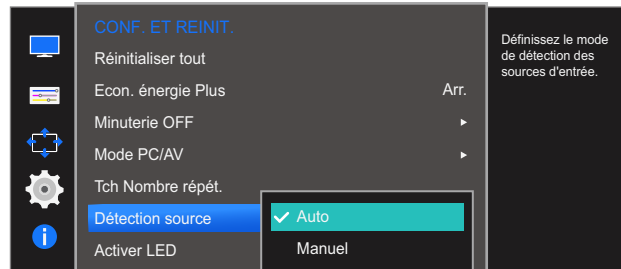 CONF. ET REINIT.
Réinitialiser tout
Econ. énergie Plus Arr.
Minuterie OFF
Mode PC/AV
Tch Nombre répét.
Détection source
Auto
Activer LED
Manuel
Définissez le mode
de détection des
sources d'entrée.